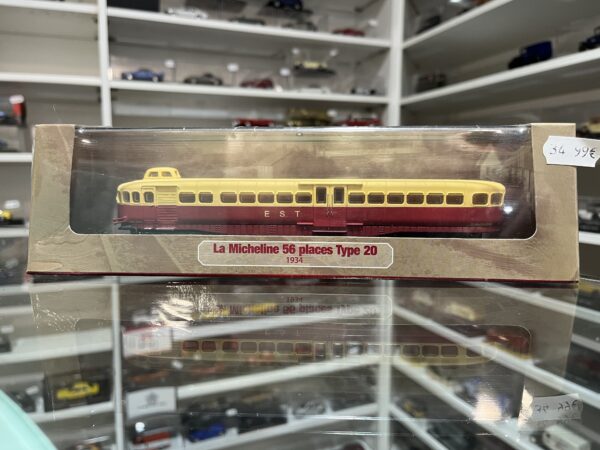 34,99€
EST
La Micheline 56 places Type 20
1934